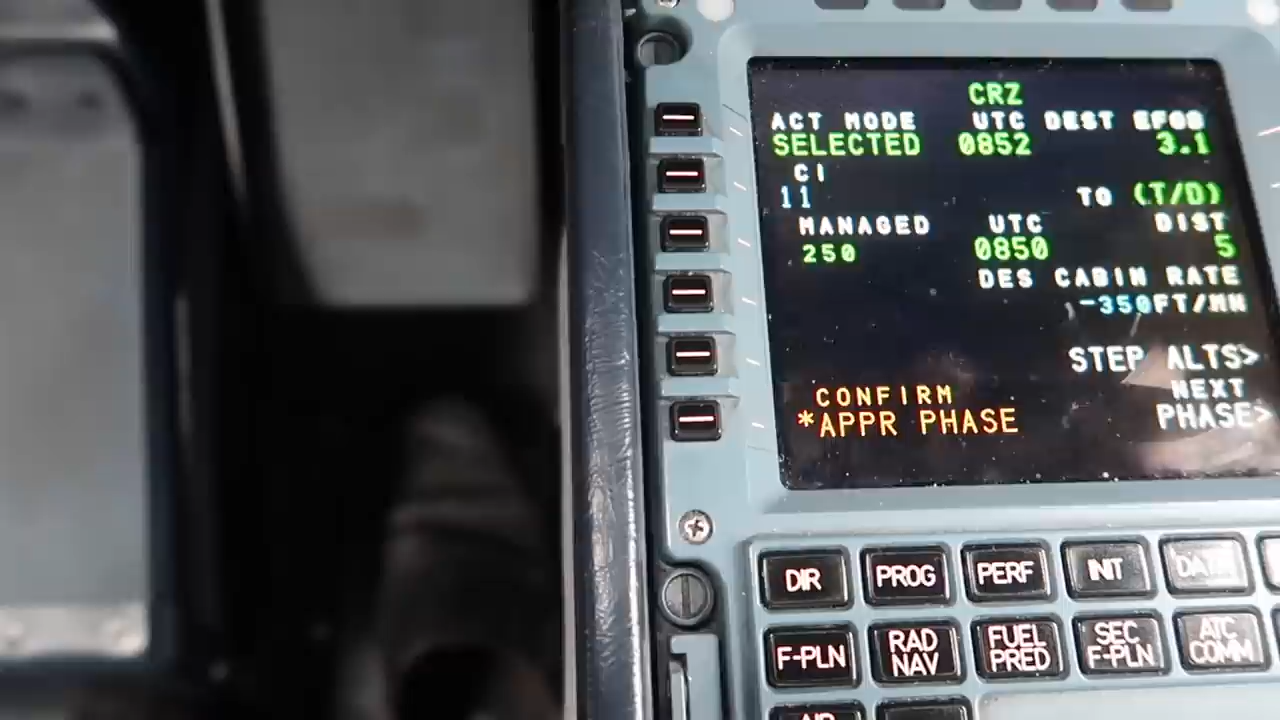 CRZ
ACT MODE UTC DEST EFOB
SELECTED 0852 3.1
CI
11 TO (T/D)
MANAGED UTC DIST
250 0850 5
DES CABIN RATE
-350FT/MN
STEP ALTS>
CONFIRM NEXT
*APPR PHASE PHASE>
DIR PROG PERF INIT DATA
F-PLN RAD NAV FUEL PRED SEC F-PLN ATC COMM
AIR